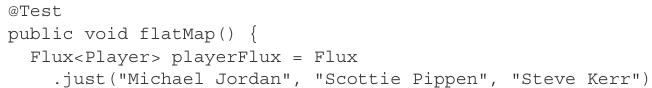 @Test
public void flatMap() {
  Flux<Player> playerFlux = Flux
    .just("Michael Jordan", "Scottie Pippen", "Steve Kerr")